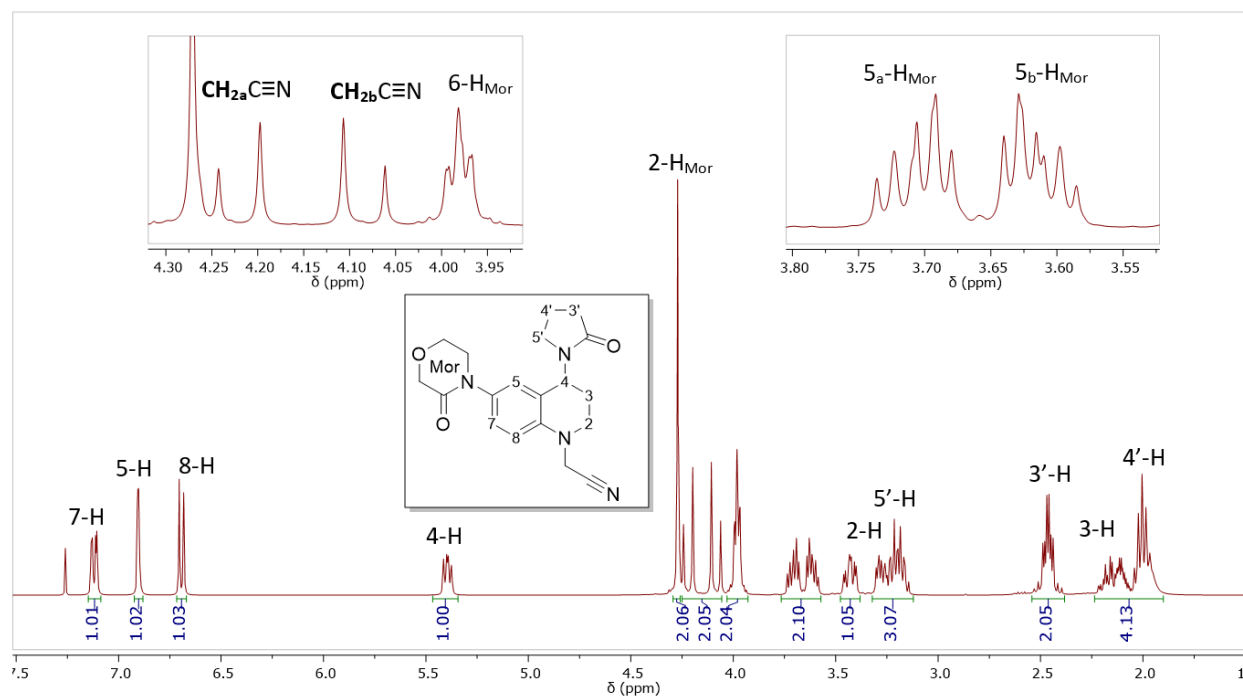 CH2aC≡N
CH2bC≡N
6-HMor
4.30 4.25 4.20 4.10 4.05 4.00 3.95
δ (ppm)
5a-HMor
5b-HMor
3.80 3.75 3.70 3.65 3.60 3.55
δ (ppm)
2-HMor
4' 3'
5'
N
O
O
Mor
N
5
4
3
O
7
8
2
N
N
7-H
5-H
8-H
4-H
2-H
5'-H
3'-H
3-H
4'-H
1.01
1.02
1.03
1.00
2.06
2.05
2.04
2.10
1.05
3.07
2.05
4.13
7.5 7.0 6.5 6.0 5.5 5.0 4.5 4.0 3.5 3.0 2.5 2.0
δ (ppm)